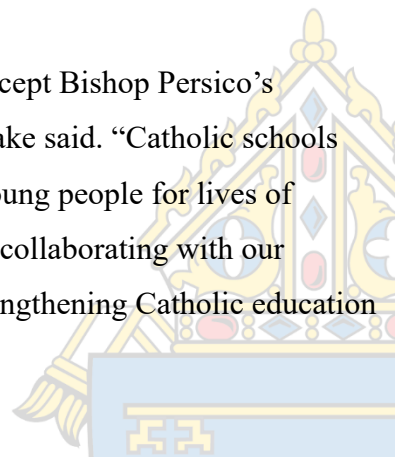 cept Bishop Persico’s
ake said. “Catholic schools
oung people for lives of
collaborating with our
ngthening Catholic education